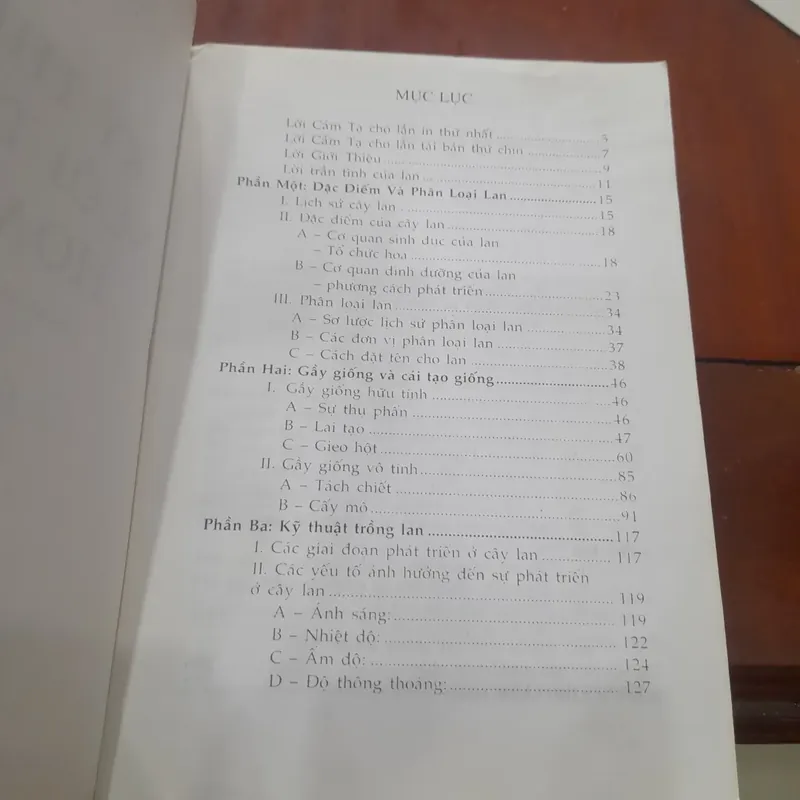 MỤC LỤC
Lời Cảm Tạ cho lần in thứ nhất ........ 5
Lời Cảm Tạ cho lần tái bản thứ chín ........ 7
Lời Giới Thiệu ........ 9
Lời trần tình của lan ........ 11
Phần Một: Đặc Điểm Và Phân Loại Lan ........ 15
I. Lịch sử cây lan ........ 15
II. Đặc điểm của cây lan ........ 18
A – Cơ quan sinh dục của lan
– Tổ chức hoa ........ 18
B – Cơ quan dinh dưỡng của lan
– phương cách phát triển ........ 23
III. Phân loại lan ........ 34
A – Sơ lược lịch sử phân loại lan ........ 34
B – Các đơn vị phân loại lan ........ 37
C – Cách đặt tên cho lan ........ 38
Phần Hai: Gầy giống và cải tạo giống ........ 46
I. Gầy giống hữu tính ........ 46
A – Sự thụ phấn ........ 46
B – Lai tạo ........ 47
C – Gieo hột ........ 60
II. Gầy giống vô tính ........ 85
A – Tách chiết ........ 86
B – Cấy mô ........ 91
Phần Ba: Kỹ thuật trồng lan ........ 117
I. Các giai đoạn phát triển ở cây lan ........ 117
II. Các yếu tố ảnh hưởng đến sự phát triển
ở cây lan ........ 119
A – Ánh sáng: ........ 119
B – Nhiệt độ: ........ 122
C – Ẩm độ: ........ 124
D – Độ thông thoáng: ........ 127